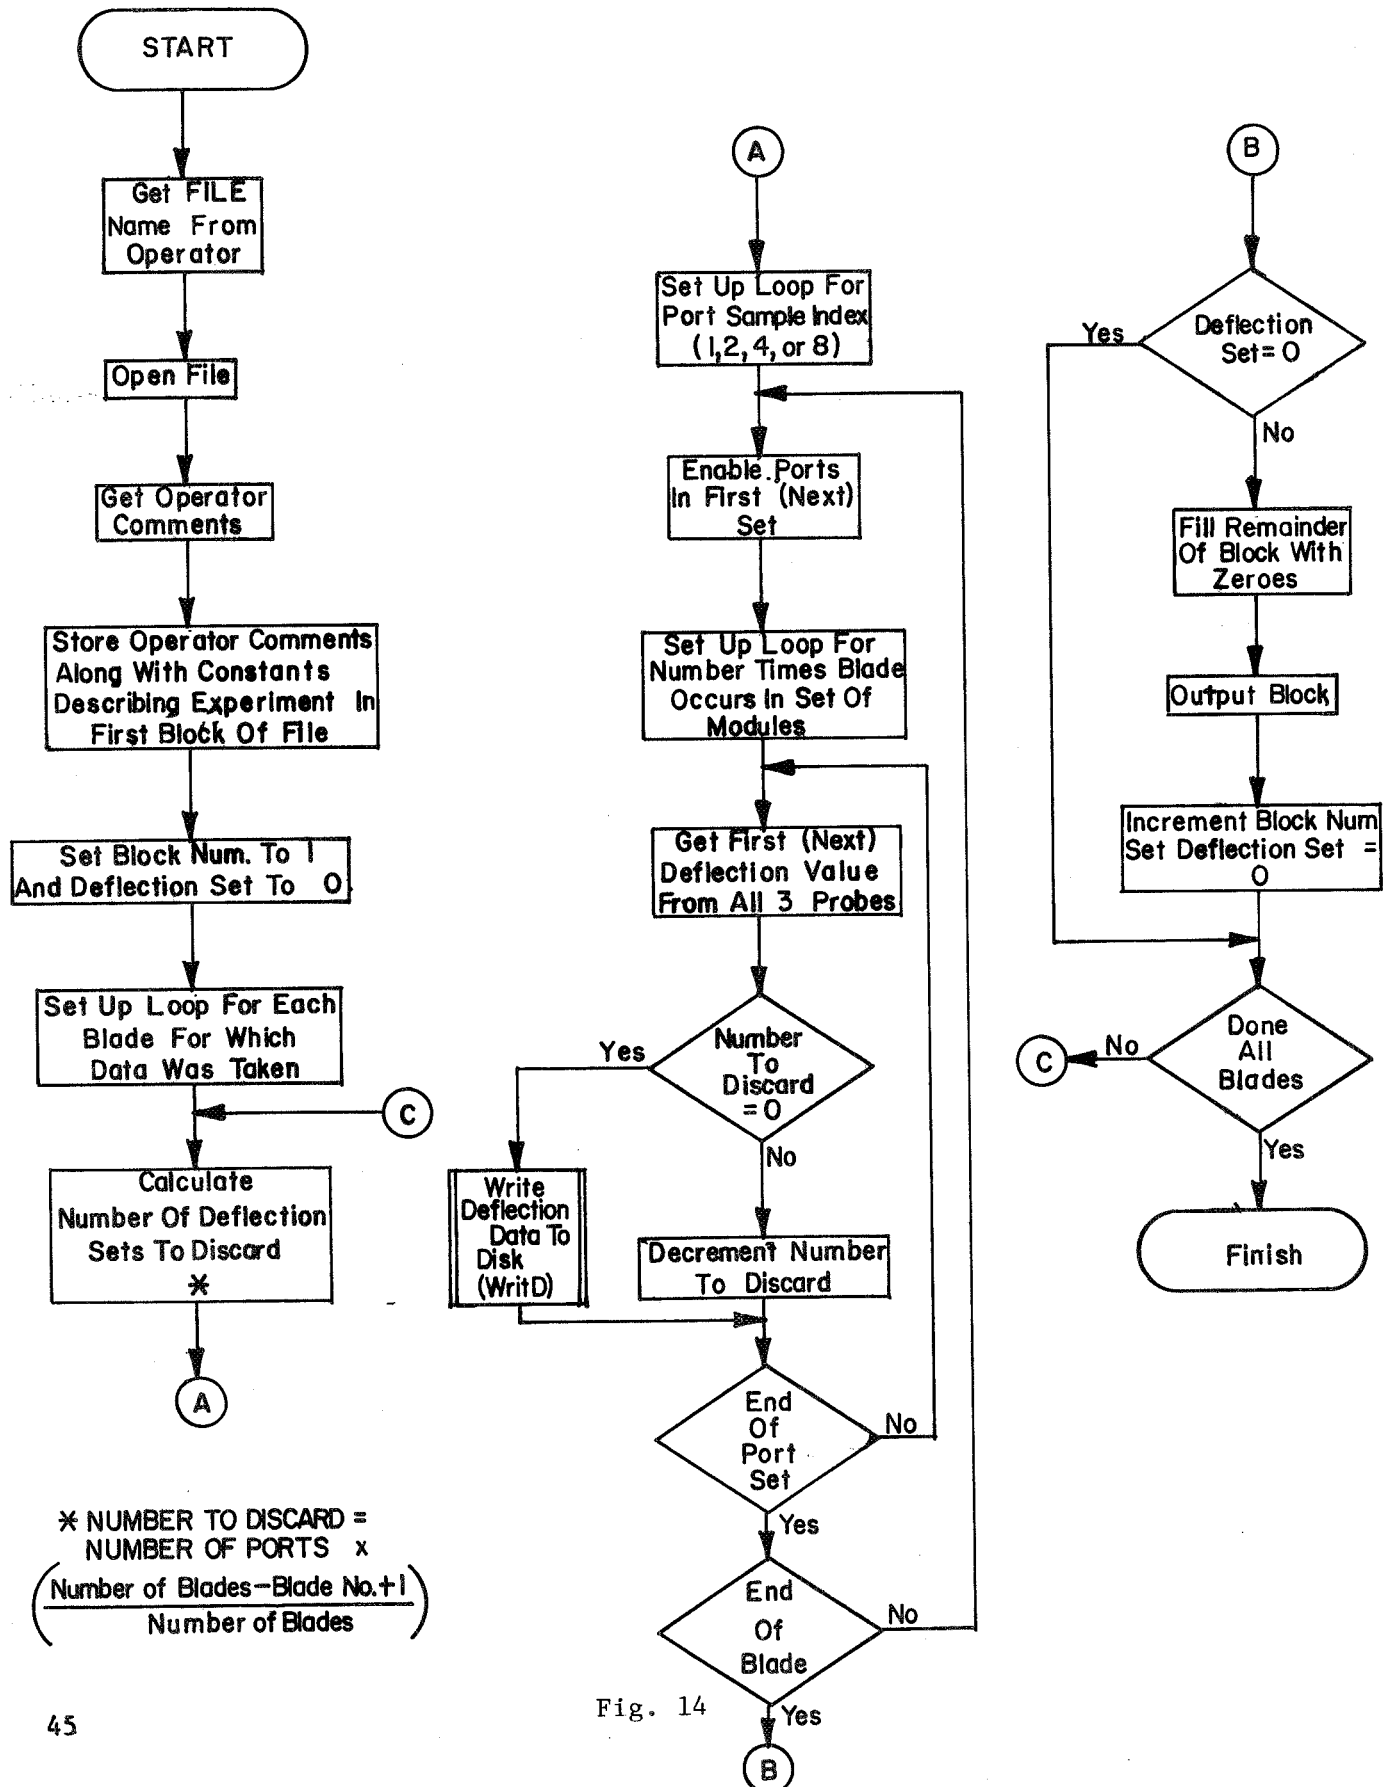 START
Get FILE
Name From
Operator
Open File
Get Operator
Comments
Store Operator Comments
Along With Constants
Describing Experiment In
First Block Of File
Set Block Num. To 1
And Deflection Set To 0
Set Up Loop For Each
Blade For Which
Data Was Taken
C
Calculate
Number Of Deflection
Sets To Discard
*
A
* NUMBER TO DISCARD =
NUMBER OF PORTS x
(Number of Blades-Blade No.+1
Number of Blades)
45
A
Set Up Loop For
Port Sample Index
(1,2,4, or 8)
Enable Ports
In First (Next)
Set
Set Up Loop For
Number Times Blade
Occurs In Set Of
Modules
Get First (Next)
Deflection Value
From All 3 Probes
Number
To
Discard
=0
Yes
No
Write
Deflection
Data To
Disk
(WritD)
Decrement Number
To Discard
End
Of
Port
Set
No
Yes
End
Of
Blade
No
Yes
B
Fig. 14
B
Deflection
Set=0
Yes
No
Fill Remainder
Of Block With
Zeroes
Output Block
Increment Block Num
Set Deflection Set =
0
Done
All
Blades
No
C
Yes
Finish